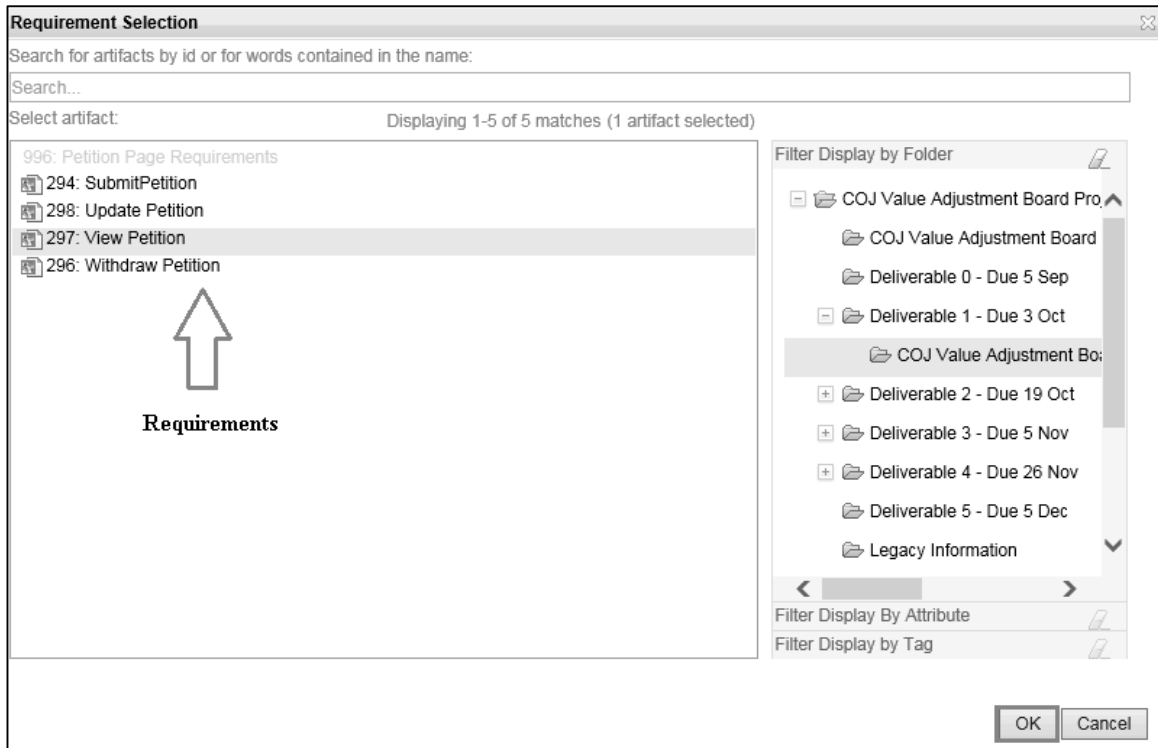 Requirement Selection
Search for artifacts by id or for words contained in the name:
Search...
Select artifact:
Displaying 1-5 of 5 matches (1 artifact selected)
996: Petition Page Requirements
294: SubmitPetition
298: Update Petition
297: View Petition
296: Withdraw Petition
Requirements
Filter Display by Folder
COJ Value Adjustment Board Pro
COJ Value Adjustment Board
Deliverable 0 - Due 5 Sep
Deliverable 1 - Due 3 Oct
COJ Value Adjustment Boa
Deliverable 2 - Due 19 Oct
Deliverable 3 - Due 5 Nov
Deliverable 4 - Due 26 Nov
Deliverable 5 - Due 5 Dec
Legacy Information
Filter Display By Attribute
Filter Display by Tag
OK
Cancel